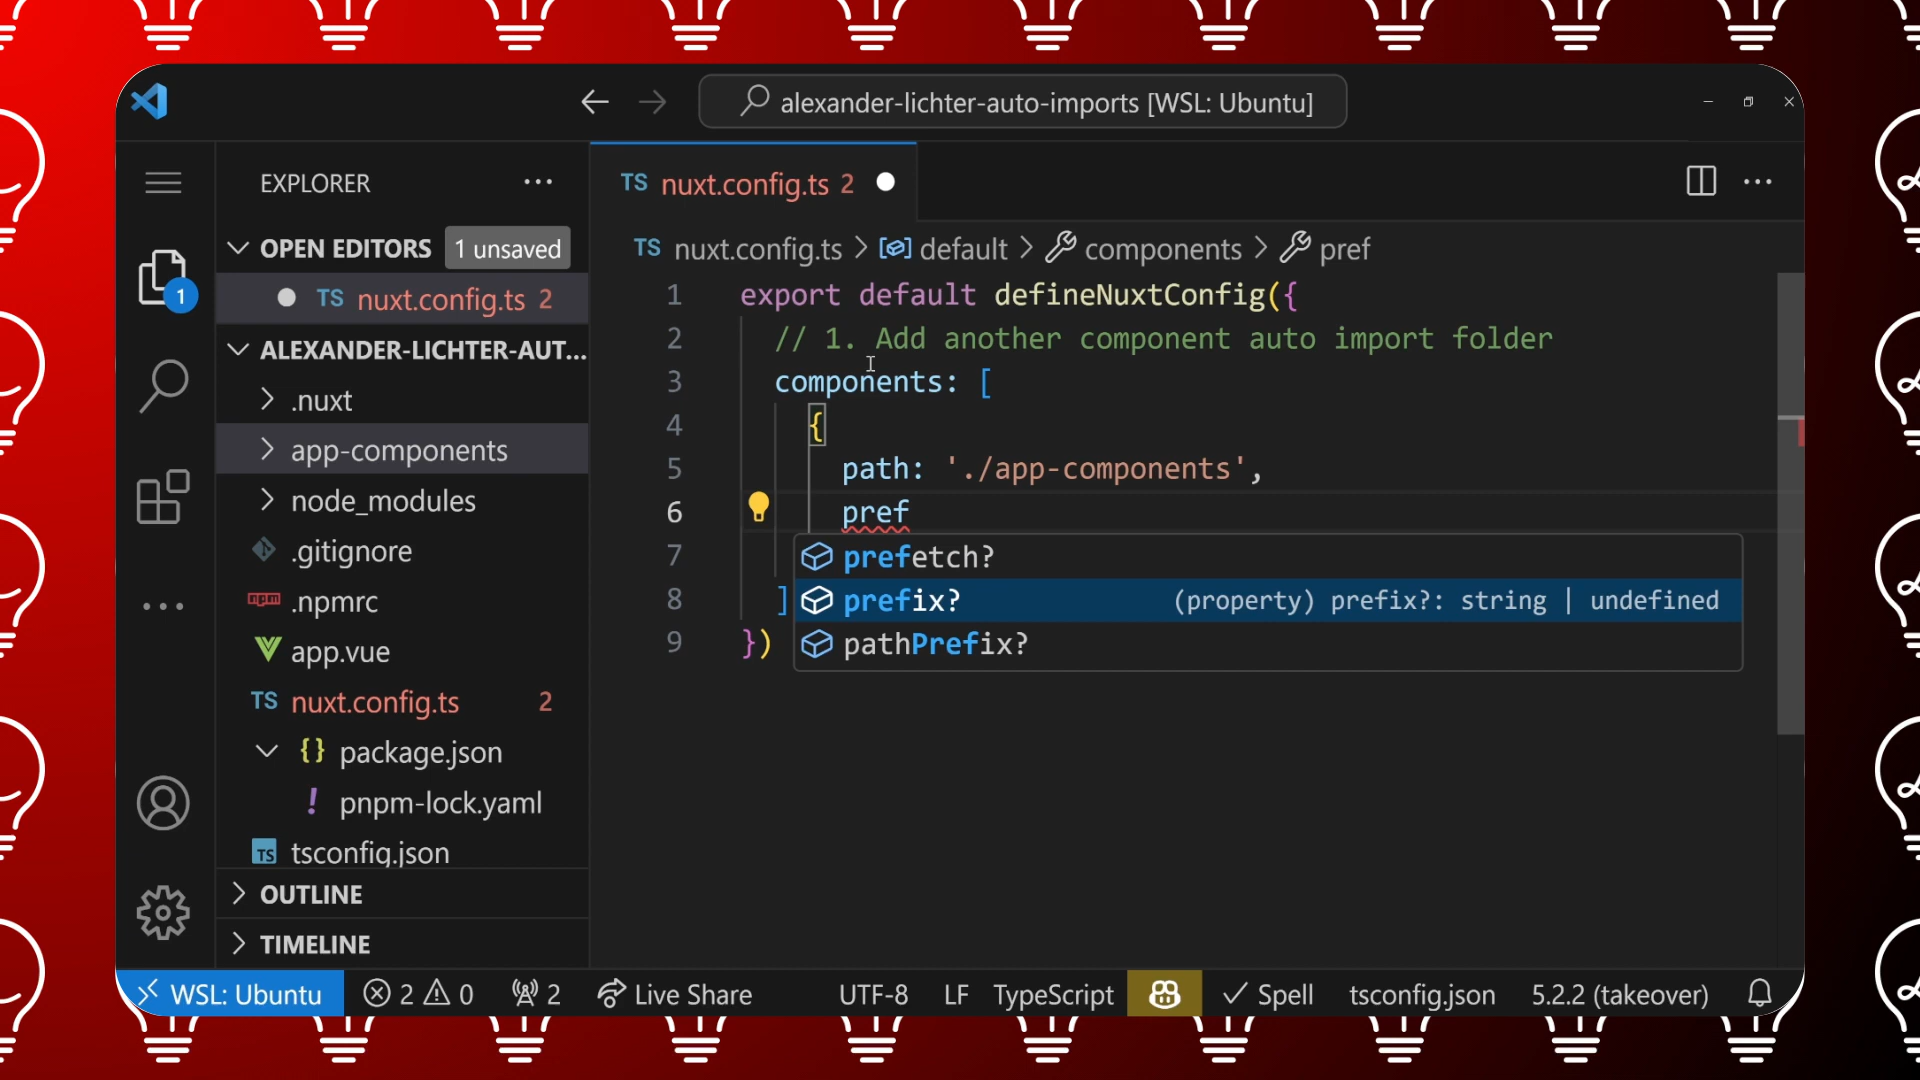 alexander-lichter-auto-imports [WSL: Ubuntu]
EXPLORER
OPEN EDITORS 1 unsaved
TS nuxt.config.ts 2
ALEXANDER-LICHTER-AUT...
.nuxt
app-components
node_modules
.gitignore
npm .npmrc
app.vue
TS nuxt.config.ts 2
{} package.json
! pnpm-lock.yaml
TS tsconfig.json
OUTLINE
TIMELINE
1
TS nuxt.config.ts 2
TS nuxt.config.ts > default > components > pref
1 export default defineNuxtConfig({
2 // 1. Add another component auto import folder
3 components: [
4 {
5 path: './app-components',
6 pref
7
8 ]
9 })
prefetch?
prefix? (property) prefix?: string | undefined
pathPrefix?
WSL: Ubuntu 2 0 2 Live Share UTF-8 LF TypeScript Spell tsconfig.json 5.2.2 (takeover)